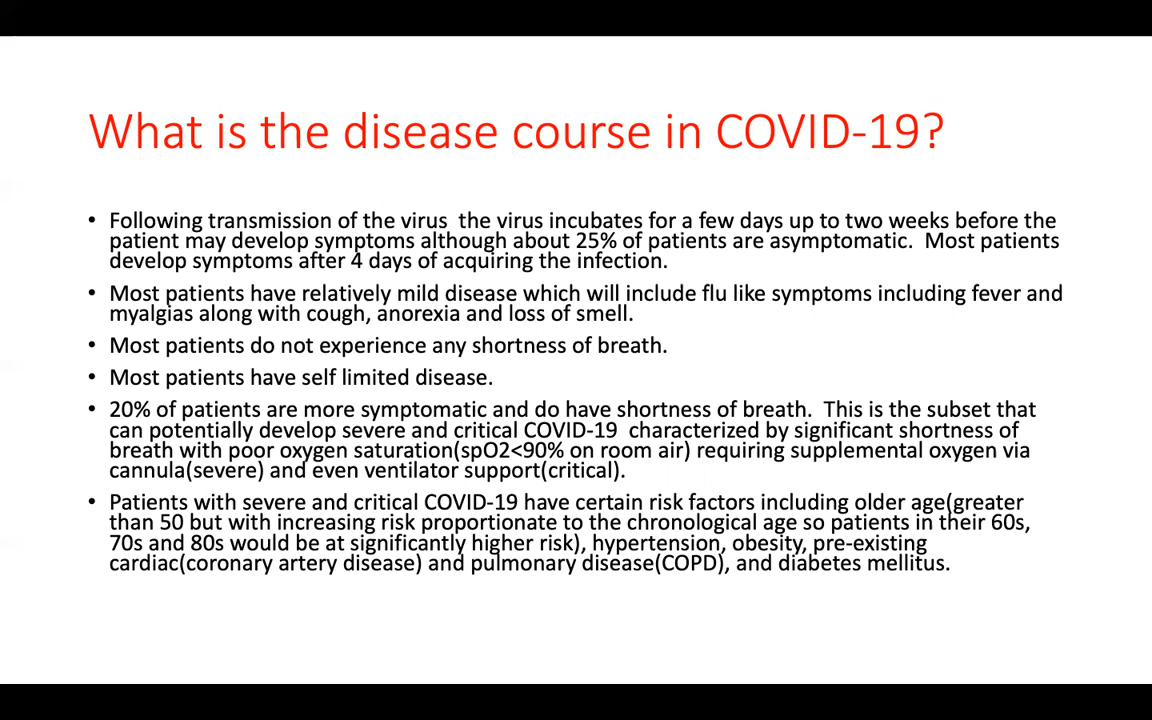 What is the disease course in COVID-19?
• Following transmission of the virus  the virus incubates for a few days up to two weeks before the
patient may develop symptoms although about 25% of patients are asymptomatic.  Most patients
develop symptoms after 4 days of acquiring the infection.
• Most patients have relatively mild disease which will include flu like symptoms including fever and
myalgias along with cough, anorexia and loss of smell.
• Most patients do not experience any shortness of breath.
• Most patients have self limited disease.
• 20% of patients are more symptomatic and do have shortness of breath.  This is the subset that
can potentially develop severe and critical COVID-19  characterized by significant shortness of
breath with poor oxygen saturation(spO2<90% on room air) requiring supplemental oxygen via
cannula(severe) and even ventilator support(critical).
• Patients with severe and critical COVID-19 have certain risk factors including older age(greater
than 50 but with increasing risk proportionate to the chronological age so patients in their 60s,
70s and 80s would be at significantly higher risk), hypertension, obesity, pre-existing
cardiac(coronary artery disease) and pulmonary disease(COPD), and diabetes mellitus.